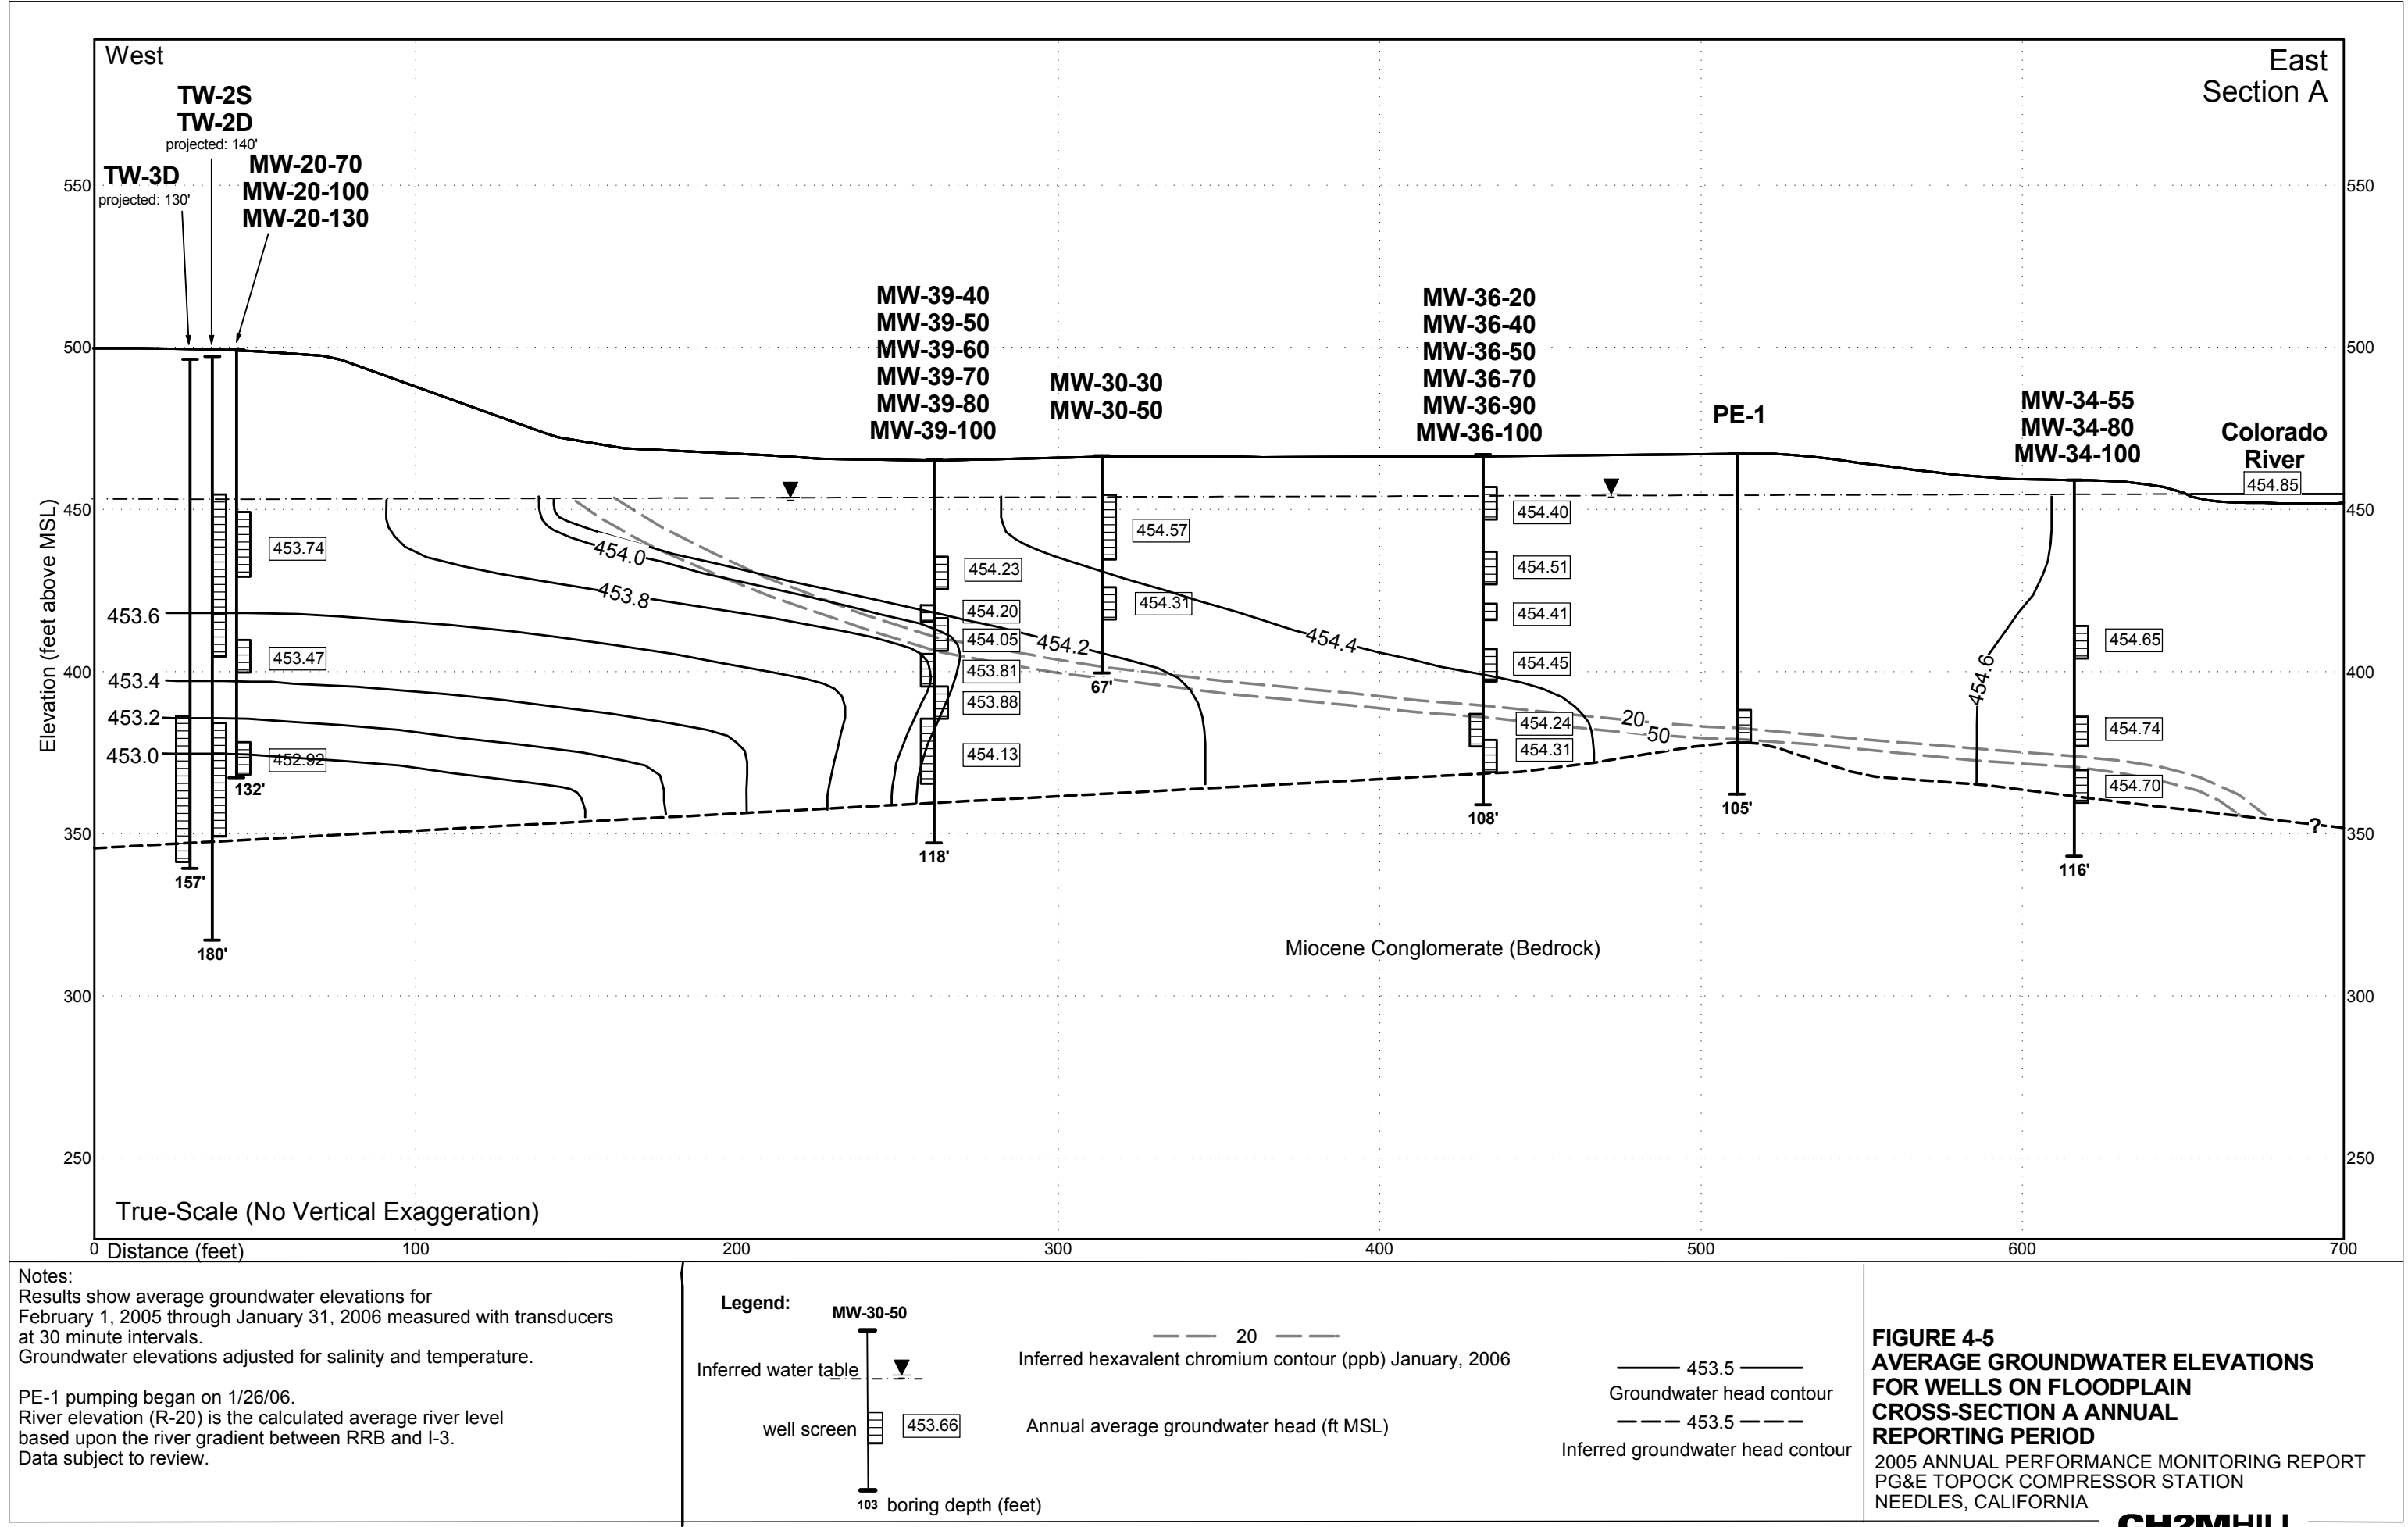 West
East
Section A
TW-2S
TW-2D
projected: 140'
TW-3D
projected: 130'
MW-20-70
MW-20-100
MW-20-130
MW-39-40
MW-39-50
MW-39-60
MW-39-70
MW-39-80
MW-39-100
MW-30-30
MW-30-50
MW-36-20
MW-36-40
MW-36-50
MW-36-70
MW-36-90
MW-36-100
PE-1
MW-34-55
MW-34-80
MW-34-100
Colorado
River
454.85
Elevation (feet above MSL)
550
500
450
400
350
300
250
550
500
450
400
350
300
250
453.6
453.4
453.2
453.0
453.74
453.47
452.92
132'
157'
180'
454.0
453.8
454.23
454.20
454.05
453.81
453.88
454.13
118'
454.2
454.57
454.31
67'
454.4
454.40
454.51
454.41
454.45
454.24
454.31
108'
20
50
105'
454.6
454.65
454.74
454.70
116'
?
Miocene Conglomerate (Bedrock)
True-Scale (No Vertical Exaggeration)
0 Distance (feet) 100 200 300 400 500 600 700
Notes:
Results show average groundwater elevations for
February 1, 2005 through January 31, 2006 measured with transducers
at 30 minute intervals.
Groundwater elevations adjusted for salinity and temperature.
PE-1 pumping began on 1/26/06.
River elevation (R-20) is the calculated average river level
based upon the river gradient between RRB and I-3.
Data subject to review.
Legend:
MW-30-50
Inferred water table
well screen
453.66
103 boring depth (feet)
20
Inferred hexavalent chromium contour (ppb) January, 2006
Annual average groundwater head (ft MSL)
453.5
Groundwater head contour
453.5
Inferred groundwater head contour
FIGURE 4-5
AVERAGE GROUNDWATER ELEVATIONS
FOR WELLS ON FLOODPLAIN
CROSS-SECTION A ANNUAL
REPORTING PERIOD
2005 ANNUAL PERFORMANCE MONITORING REPORT
PG&E TOPOCK COMPRESSOR STATION
NEEDLES, CALIFORNIA
CH2MHILL